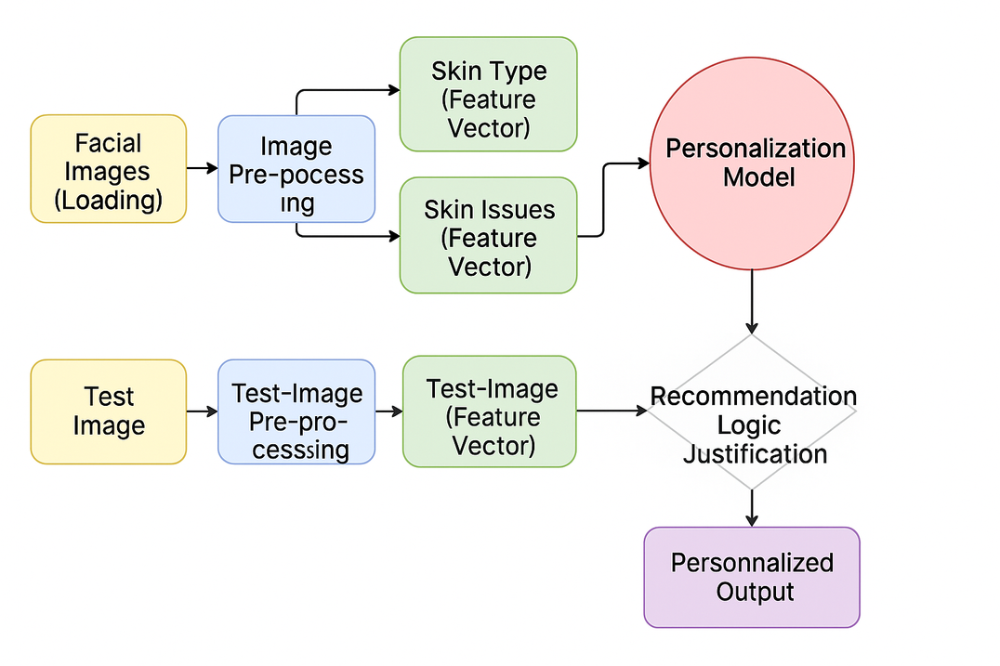 Facial
Images
(Loading)
Image
Pre-pocess
ing
Skin Type
(Feature
Vector)
Skin Issues
(Feature
Vector)
Personalization
Model
Test
Image
Test-Image
Pre-pro-
cesssing
Test-Image
(Feature
Vector)
Recommendation
Logic
Justification
Personnalized
Output